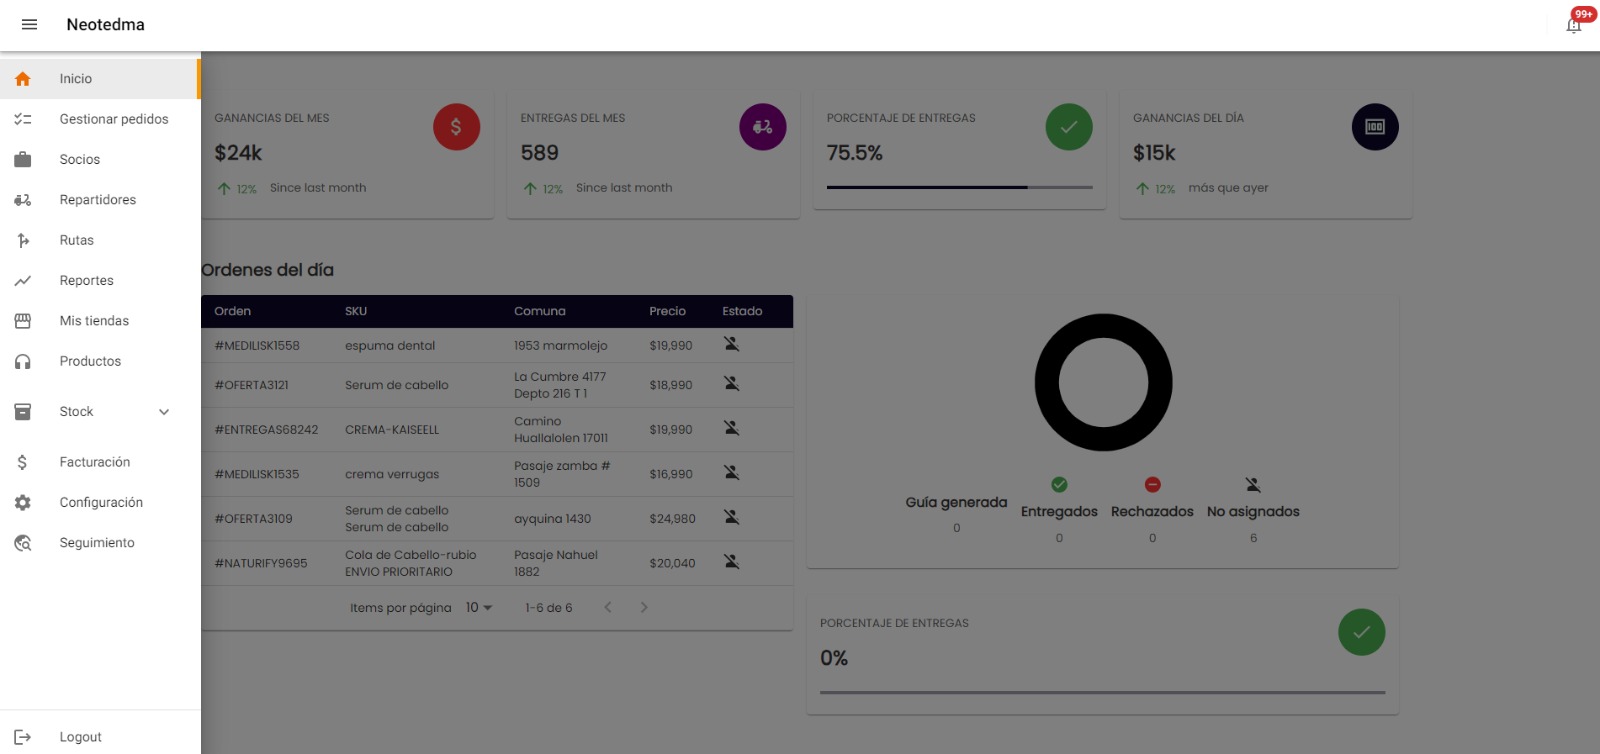 Neotedma
99+
Inicio
Gestionar pedidos
Socios
Repartidores
Rutas
Reportes
Mis tiendas
Productos
Stock
Facturación
Configuración
Seguimiento
Logout
GANANCIAS DEL MES
$
$24k
12% Since last month
ENTREGAS DEL MES
589
12% Since last month
PORCENTAJE DE ENTREGAS
75.5%
GANANCIAS DEL DÍA
100
$15k
12% más que ayer
Ordenes del día
Orden SKU Comuna Precio Estado
#MEDILISK1558 espuma dental 1953 marmolejo $19,990
#OFERTA3121 Serum de cabello La Cumbre 4177
Depto 216 T 1 $18,990
#ENTREGAS68242 CREMA-KAISEELL Camino
Huallalolen 17011 $19,990
#MEDILISK1535 crema verrugas Pasaje zamba #
1509 $16,990
#OFERTA3109 Serum de cabello
Serum de cabello ayquina 1430 $24,980
#NATURIFY9695 Cola de Cabello-rubio
ENVIO PRIORITARIO Pasaje Nahuel
1882 $20,040
Items por página 10 1-6 de 6
Guía generada
0
Entregados
0
Rechazados
0
No asignados
6
PORCENTAJE DE ENTREGAS
0%